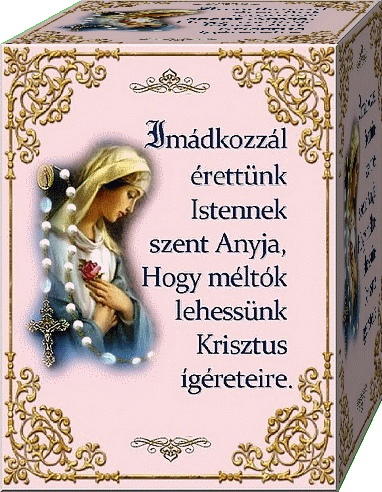 Imádkozzál
érettünk
Istennek
szent Anyja,
Hogy méltók
lehessünk
Krisztus
ígéreteire.